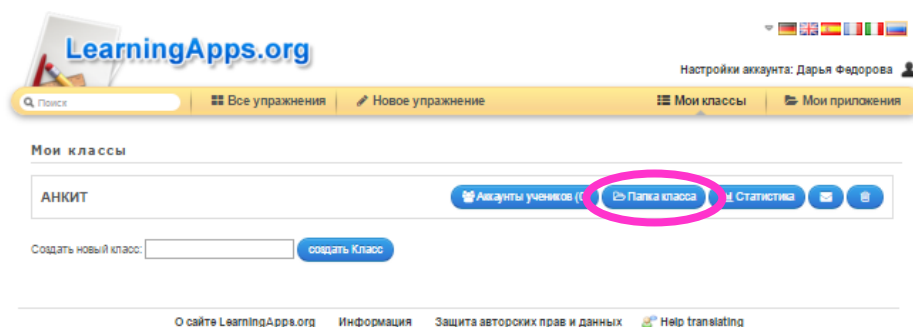 LearningApps.org
Настройки аккаунта: Дарья Федорова
Поиск Все упражнения Новое упражнение Мои классы Мои приложения
Мои классы
АНКИТ Аккаунты учеников Папка класса Статистика
Создать новый класс: создать Класс
О сайте LearningApps.org Информация Защита авторских прав и данных Help translating